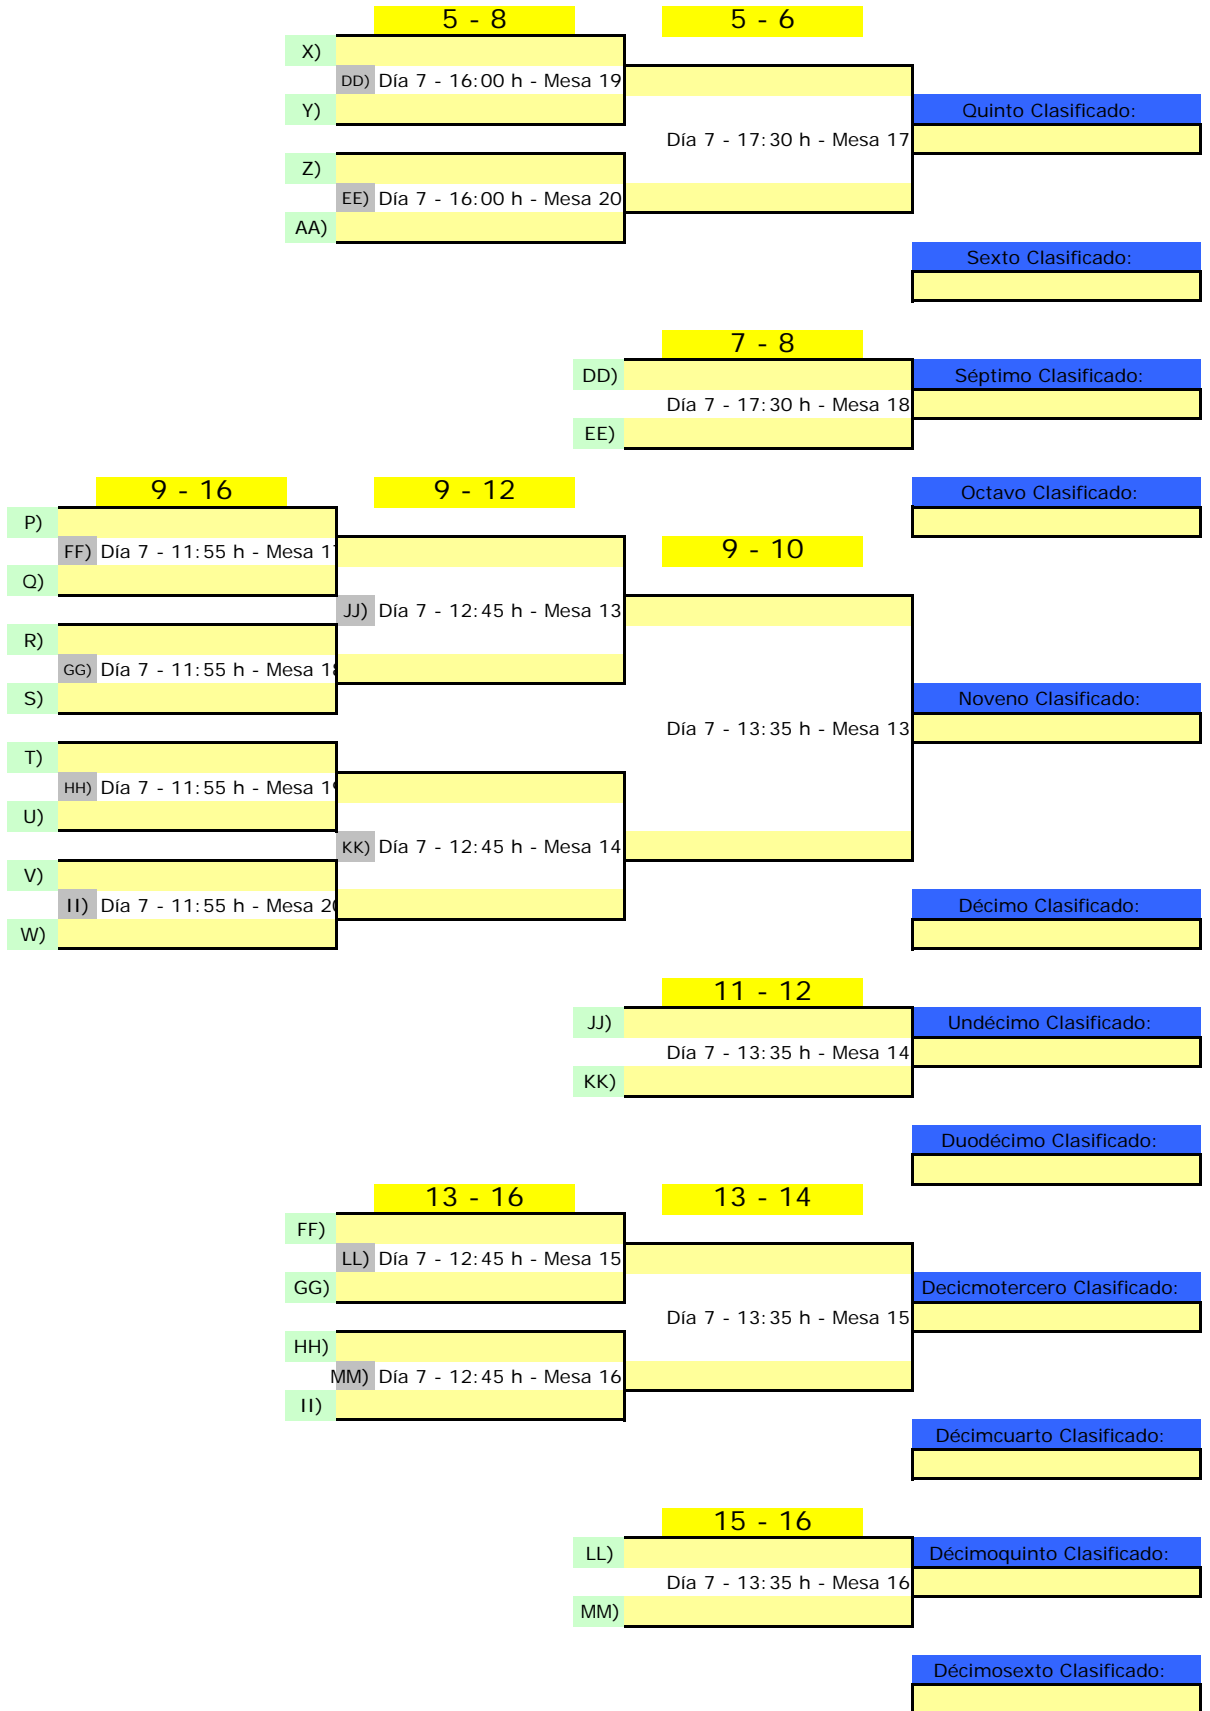 5 - 8 5 - 6
X)
DD) Día 7 - 16:00 h - Mesa 19
Y) Quinto Clasificado:
Día 7 - 17:30 h - Mesa 17
Z)
EE) Día 7 - 16:00 h - Mesa 20
AA)
Sexto Clasificado:
7 - 8
DD) Séptimo Clasificado:
Día 7 - 17:30 h - Mesa 18
EE)
9 - 16 9 - 12 Octavo Clasificado:
P)
FF) Día 7 - 11:55 h - Mesa 17 9 - 10
Q)
JJ) Día 7 - 12:45 h - Mesa 13
R)
GG) Día 7 - 11:55 h - Mesa 18
S) Noveno Clasificado:
Día 7 - 13:35 h - Mesa 13
T)
HH) Día 7 - 11:55 h - Mesa 19
U)
KK) Día 7 - 12:45 h - Mesa 14
V)
II) Día 7 - 11:55 h - Mesa 20 Décimo Clasificado:
W)
11 - 12
JJ) Undécimo Clasificado:
Día 7 - 13:35 h - Mesa 14
KK)
Duodécimo Clasificado:
13 - 16 13 - 14
FF)
LL) Día 7 - 12:45 h - Mesa 15
GG) Decicmotercero Clasificado:
Día 7 - 13:35 h - Mesa 15
HH)
MM) Día 7 - 12:45 h - Mesa 16
II)
Décimcuarto Clasificado:
15 - 16
LL) Décimoquinto Clasificado:
Día 7 - 13:35 h - Mesa 16
MM)
Décimosexto Clasificado: